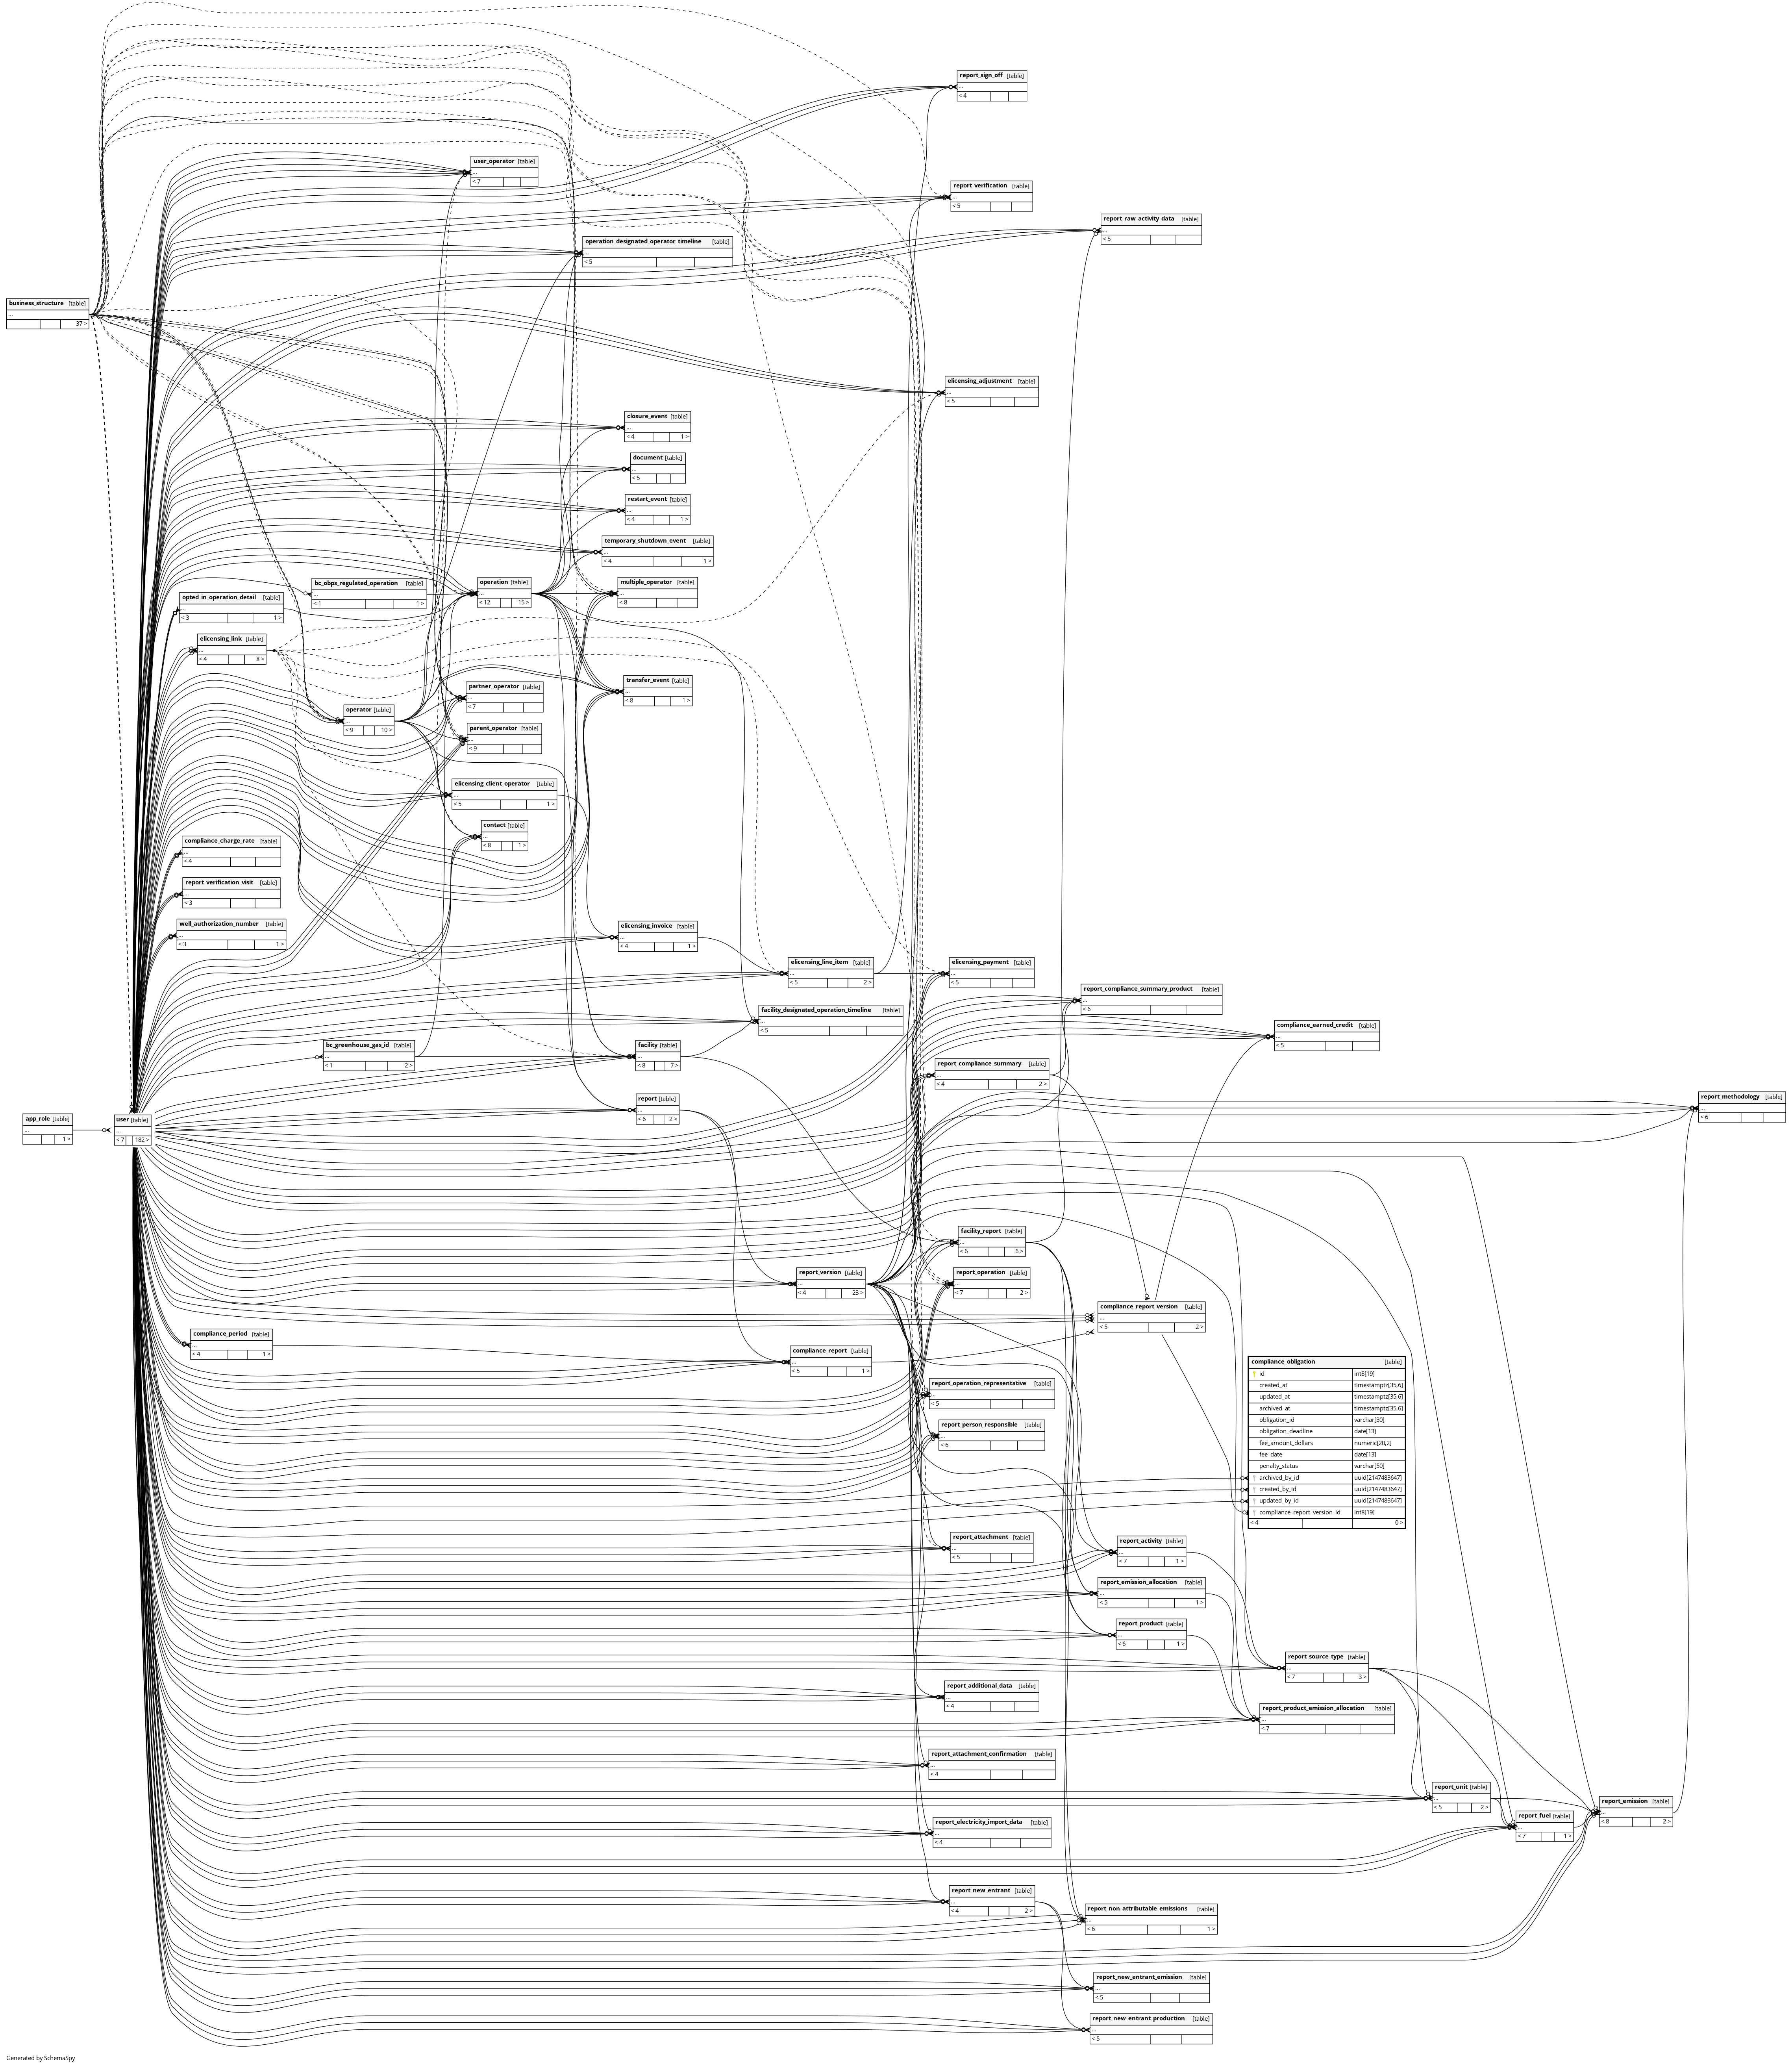 report_sign_off [table]
...
< 4
user_operator [table]
...
< 7
report_verification [table]
...
< 5
report_raw_activity_data [table]
...
< 5
operation_designated_operator_timeline [table]
...
< 5
business_structure [table]
...
37 >
elicensing_adjustment [table]
...
< 5
closure_event [table]
...
< 4 1 >
document [table]
...
< 5
restart_event [table]
...
< 4 1 >
temporary_shutdown_event [table]
...
< 4 1 >
bc_obps_regulated_operation [table]
...
< 1 1 >
operation [table]
...
< 12 15 >
multiple_operator [table]
...
< 8
opted_in_operation_detail [table]
...
< 3 1 >
elicensing_link [table]
...
< 4 8 >
partner_operator [table]
...
< 7
transfer_event [table]
...
< 8 1 >
operator [table]
...
< 9 10 >
parent_operator [table]
...
< 9
elicensing_client_operator [table]
...
< 5 1 >
contact [table]
...
< 8 1 >
compliance_charge_rate [table]
...
< 4
report_verification_visit [table]
...
< 3
well_authorization_number [table]
...
< 3 1 >
elicensing_invoice [table]
...
< 4 1 >
elicensing_line_item [table]
...
< 5 2 >
elicensing_payment [table]
...
< 5
report_compliance_summary_product [table]
...
< 6
facility_designated_operation_timeline [table]
...
< 5
compliance_earned_credit [table]
...
< 5
bc_greenhouse_gas_id [table]
...
< 1 2 >
facility [table]
...
< 8 7 >
report_compliance_summary [table]
...
< 4 2 >
report_methodology [table]
...
< 6
report [table]
...
< 6 2 >
app_role [table]
...
1 >
user [table]
...
< 7 182 >
facility_report [table]
...
< 6 6 >
report_version [table]
...
< 4 23 >
report_operation [table]
...
< 7 2 >
compliance_report_version [table]
...
< 5 2 >
compliance_period [table]
...
< 4 1 >
compliance_report [table]
...
< 5 1 >
compliance_obligation [table]
id int8[19]
created_at timestamptz[35,6]
updated_at timestamptz[35,6]
archived_at timestamptz[35,6]
obligation_id varchar[30]
obligation_deadline date[13]
fee_amount_dollars numeric[20,2]
fee_date date[13]
penalty_status varchar[50]
archived_by_id uuid[2147483647]
created_by_id uuid[2147483647]
updated_by_id uuid[2147483647]
compliance_report_version_id int8[19]
< 4 0 >
report_operation_representative [table]
...
< 5
report_person_responsible [table]
...
< 6
report_attachment [table]
...
< 5
report_activity [table]
...
< 7 1 >
report_emission_allocation [table]
...
< 5 1 >
report_product [table]
...
< 6 1 >
report_source_type [table]
...
< 7 3 >
report_additional_data [table]
...
< 4
report_product_emission_allocation [table]
...
< 7
report_attachment_confirmation [table]
...
< 4
report_unit [table]
...
< 5 2 >
report_emission [table]
...
< 8 2 >
report_fuel [table]
...
< 7 1 >
report_electricity_import_data [table]
...
< 4
report_new_entrant [table]
...
< 4 2 >
report_non_attributable_emissions [table]
...
< 6 1 >
report_new_entrant_emission [table]
...
< 5
report_new_entrant_production [table]
...
< 5
Generated by SchemaSpy